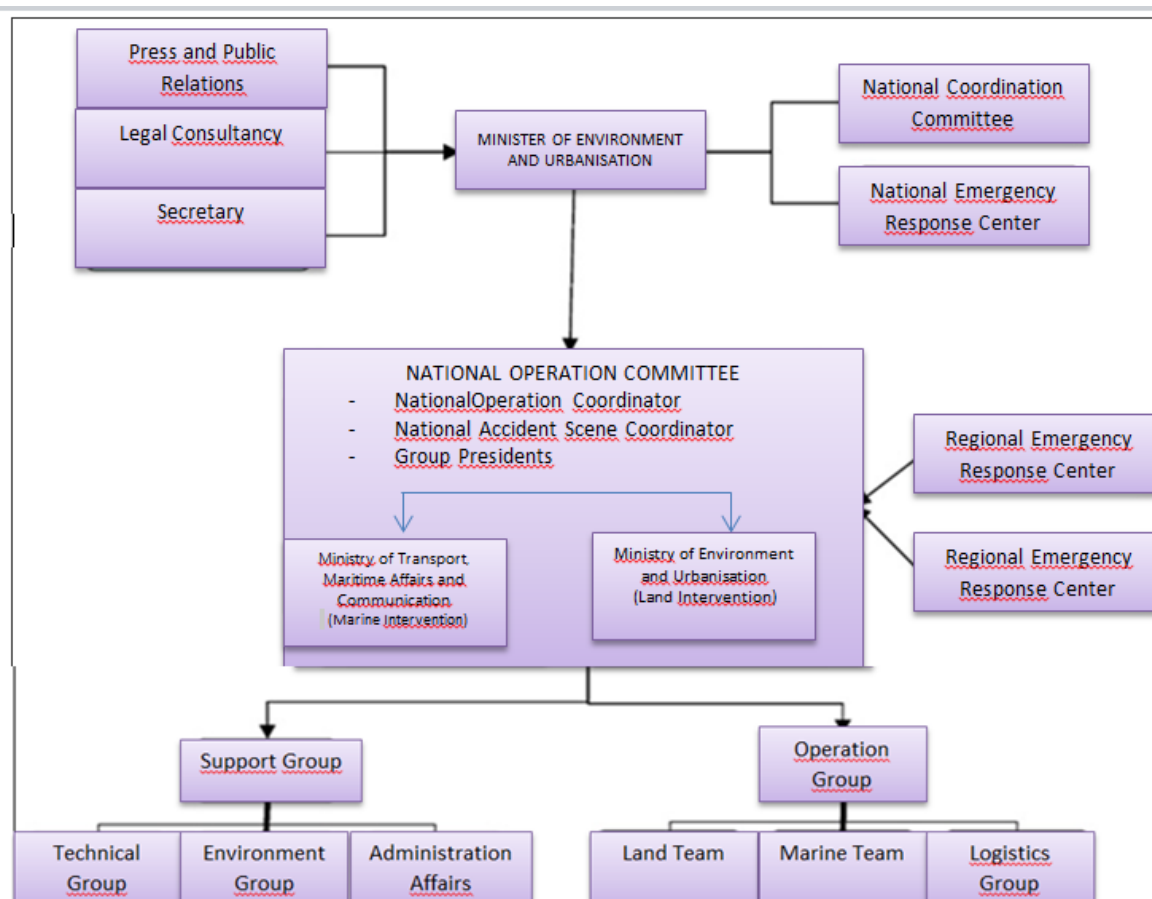 Press and Public
Relations
Legal Consultancy
Secretary
MINISTER OF ENVIRONMENT
AND URBANISATION
National Coordination
Committee
National Emergency
Response Center
NATIONAL OPERATION COMMITTEE
- NationalOperation Coordinator
- National Accident Scene Coordinator
- Group Presidents
Ministry of Transport,
Maritime Affairs and
Communication
(Marine Intervention)
Ministry of Environment
and Urbanisation
(Land Intervention)
Regional Emergency
Response Center
Regional Emergency
Response Center
Support Group
Operation
Group
Technical
Group
Environment
Group
Administration
Affairs
Land Team
Marine Team
Logistics
Group